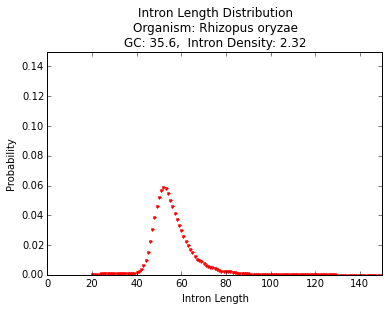 Intron Length Distribution
Organism: Rhizopus oryzae
GC: 35.6,  Intron Density: 2.32
0.14
0.12
0.10
0.08
0.06
0.04
0.02
0.00
Probability
0 20 40 60 80 100 120 140
Intron Length